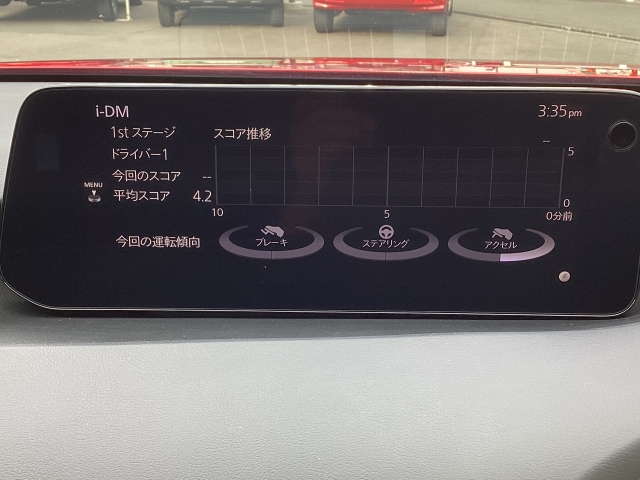 i-DM
3:35pm
1st ステージ
スコア推移
--
ドライバー1
5
今回のスコア --
MENU
平均スコア 4.2
0
10
5
0分前
今回の運転傾向
ブレーキ
ステアリング
アクセル